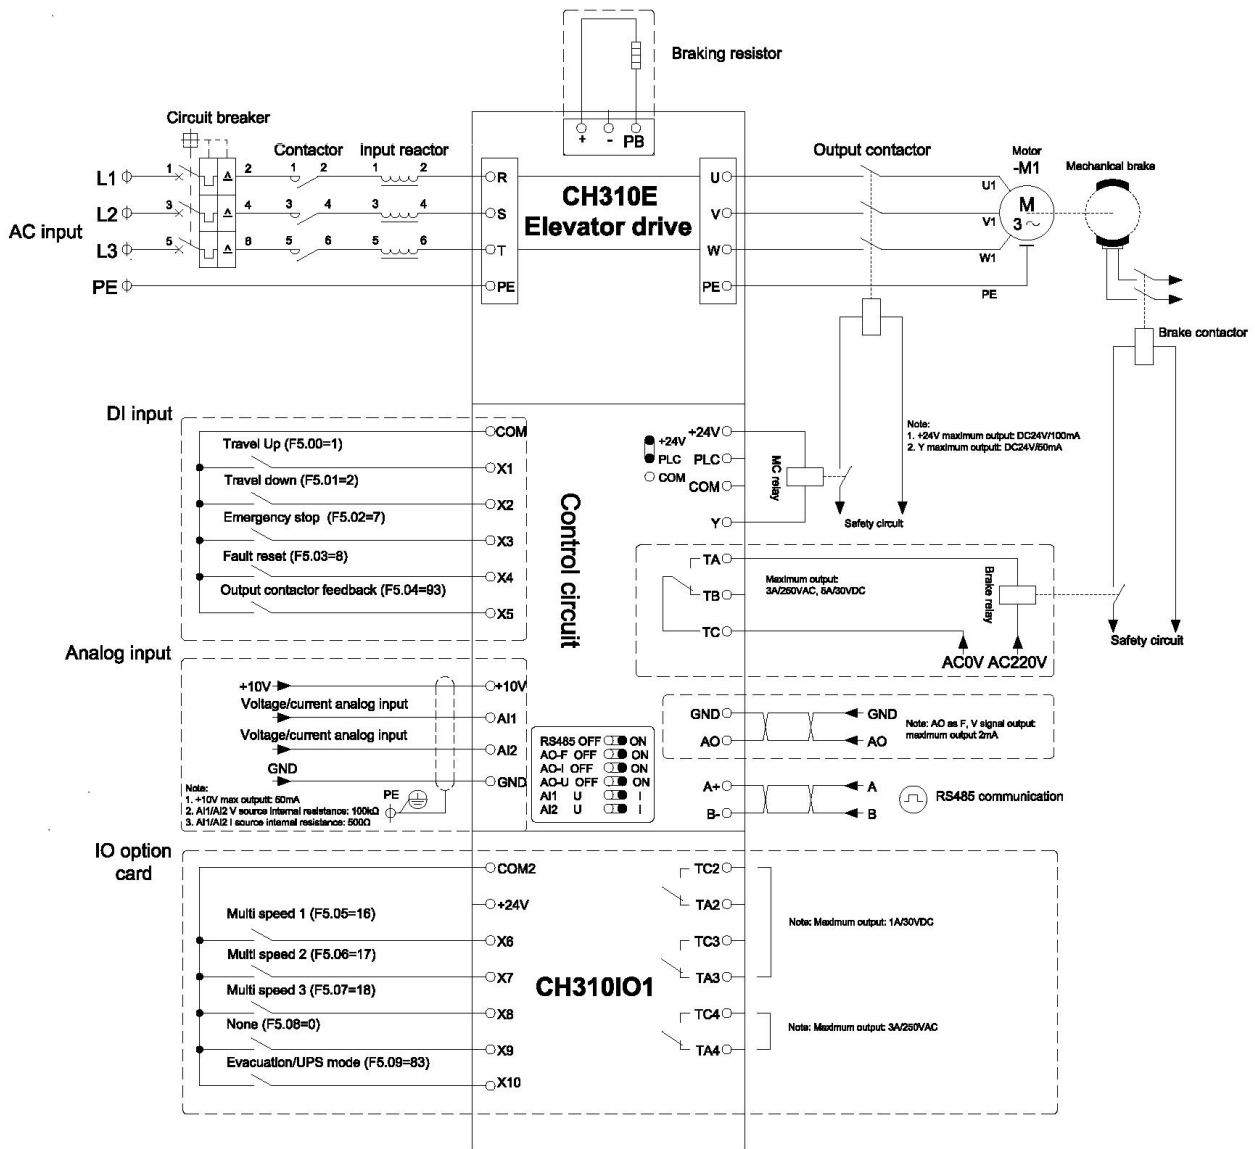 Braking resistor
+ - PB
Circuit breaker
Contactor
Input reactor
Output contactor
Motor
-M1
Mechanical brake
L1 1 2 1 2 1 2 R
L2 3 4 3 4 3 4 S
L3 5 6 5 6 5 6 T
AC input
PE PE
CH310E
Elevator drive
U U1
V V1
W W1
PE PE
M
3 ~
Brake contactor
DI input
COM
Travel Up (F5.00=1)
X1
Travel down (F5.01=2)
X2
Emergency stop (F5.02=7)
X3
Fault reset (F5.03=8)
X4
Output contactor feedback (F5.04=93)
X5
Control circuit
+24V
PLC
COM
+24V
PLC
COM
Y
MC relay
Note:
1. +24V maximum output: DC24V/100mA
2. Y maximum outputt: DC24V/50mA
Safety circuit
TA
TB
TC
Maximum output:
3A/250VAC, 5A/30VDC
Brake relay
AC0V AC220V
Safety circuit
Analog input
+10V +10V
Voltage/current analog input
AI1
Voltage/current analog input
AI2
GND
GND
Note:
1. +10V max outputt: 50mA
2. AI1/AI2 V source internal resistance: 100kΩ
3. AI1/AI2 I source internal resistance: 500Ω
PE
RS485 OFF ON
AO-F OFF ON
AO-I OFF ON
AO-U OFF ON
AI1 U I
AI2 U I
GND GND
AO AO
Note: AO as F, V signal output:
maximum output 2mA
A+ A
B- B
RS485 communication
IO option
card
COM2
+24V
Multi speed 1 (F5.05=16)
X6
Multi speed 2 (F5.06=17)
X7
Multi speed 3 (F5.07=18)
X8
None (F5.08=0)
X9
Evacuation/UPS mode (F5.09=83)
X10
CH310IO1
TC2
TA2
TC3
TA3
TC4
TA4
Note: Maximum output: 1A/30VDC
Note: Maximum output: 3A/250VAC